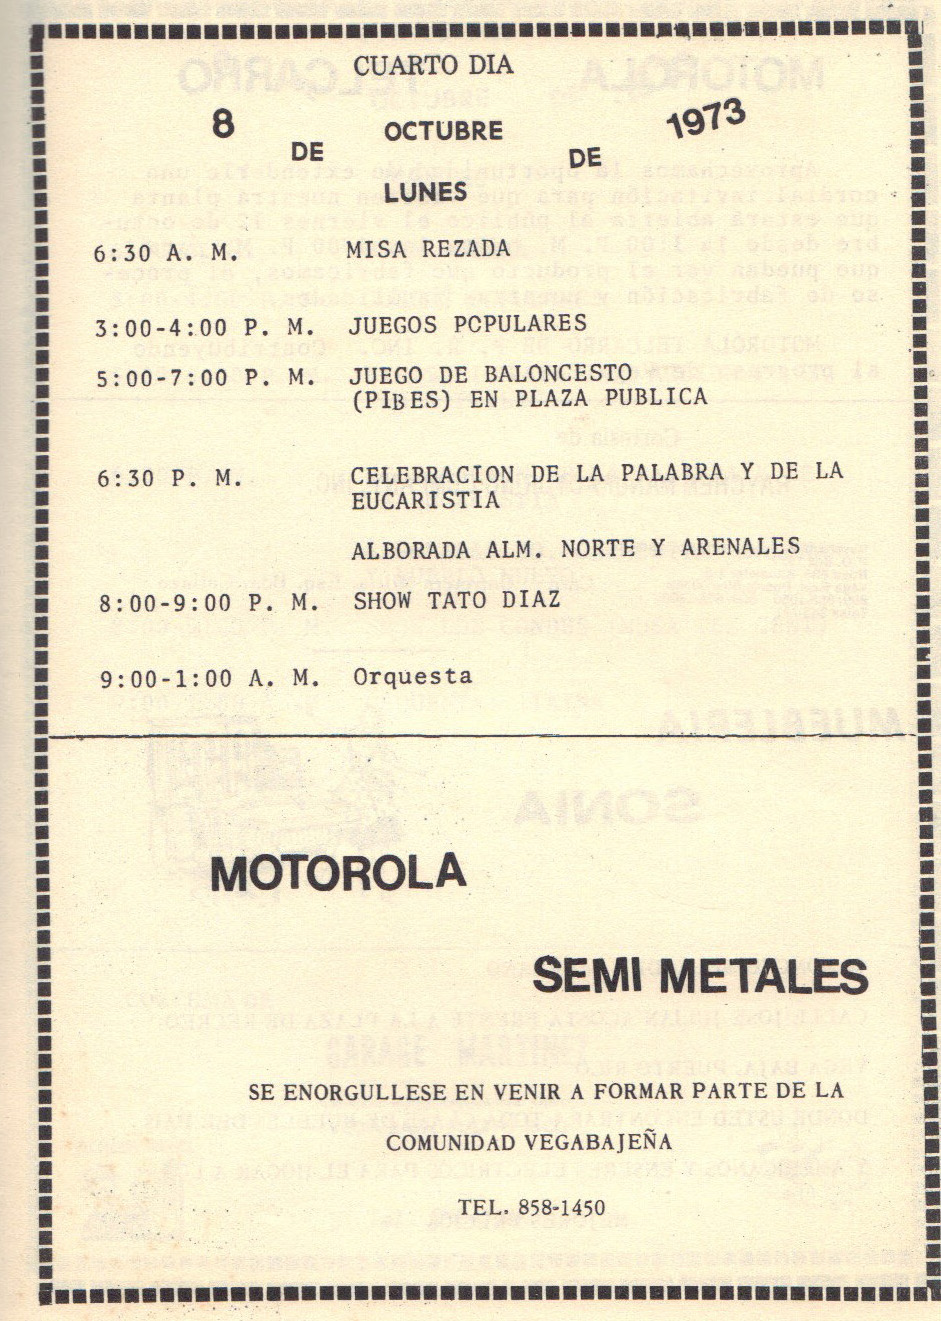 CUARTO DIA
8 DE OCTUBRE DE 1973
LUNES
6:30 A. M. MISA REZADA
3:00-4:00 P. M. JUEGOS POPULARES
5:00-7:00 P. M. JUEGO DE BALONCESTO
(PIBES) EN PLAZA PUBLICA
6:30 P. M. CELEBRACION DE LA PALABRA Y DE LA
EUCARISTIA
ALBORADA ALM. NORTE Y ARENALES
8:00-9:00 P. M. SHOW TATO DIAZ
9:00-1:00 A. M. Orquesta
MOTOROLA
SEMI METALES
SE ENORGULLESE EN VENIR A FORMAR PARTE DE LA
COMUNIDAD VEGABAJEÑA
TEL. 858-1450